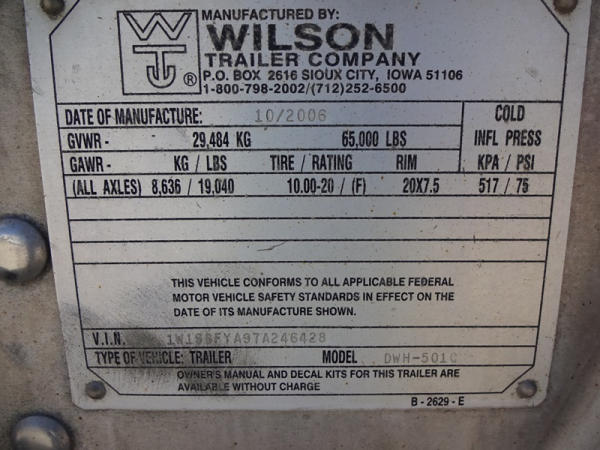 MANUFACTURED BY:
WILSON
TRAILER COMPANY
WTC ®
P.O. BOX 2616 SIOUX CITY, IOWA 51106
1-800-798-2002/(712)252-6500
DATE OF MANUFACTURE: 10/2006 COLD
GVWR - 29,484 KG 65,000 LBS INFL PRESS
GAWR - KG / LBS TIRE / RATING RIM KPA / PSI
(ALL AXLES) 8,636 / 19,040 10.00-20 / (F) 20X7.5 517 / 75
THIS VEHICLE CONFORMS TO ALL APPLICABLE FEDERAL
MOTOR VEHICLE SAFETY STANDARDS IN EFFECT ON THE
DATE OF ITS MANUFACTURE SHOWN.
V.I.N. 1W1S6FYA97A246428
TYPE OF VEHICLE: TRAILER MODEL DWH-501C
OWNER'S MANUAL AND DECAL KITS FOR THIS TRAILER ARE
AVAILABLE WITHOUT CHARGE
B - 2629 - E